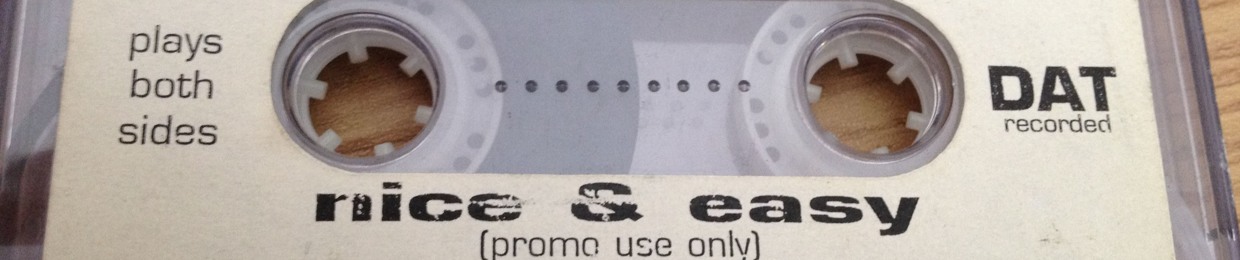 plays
both
sides
DAT
recorded
nice & easy
(promo use only)